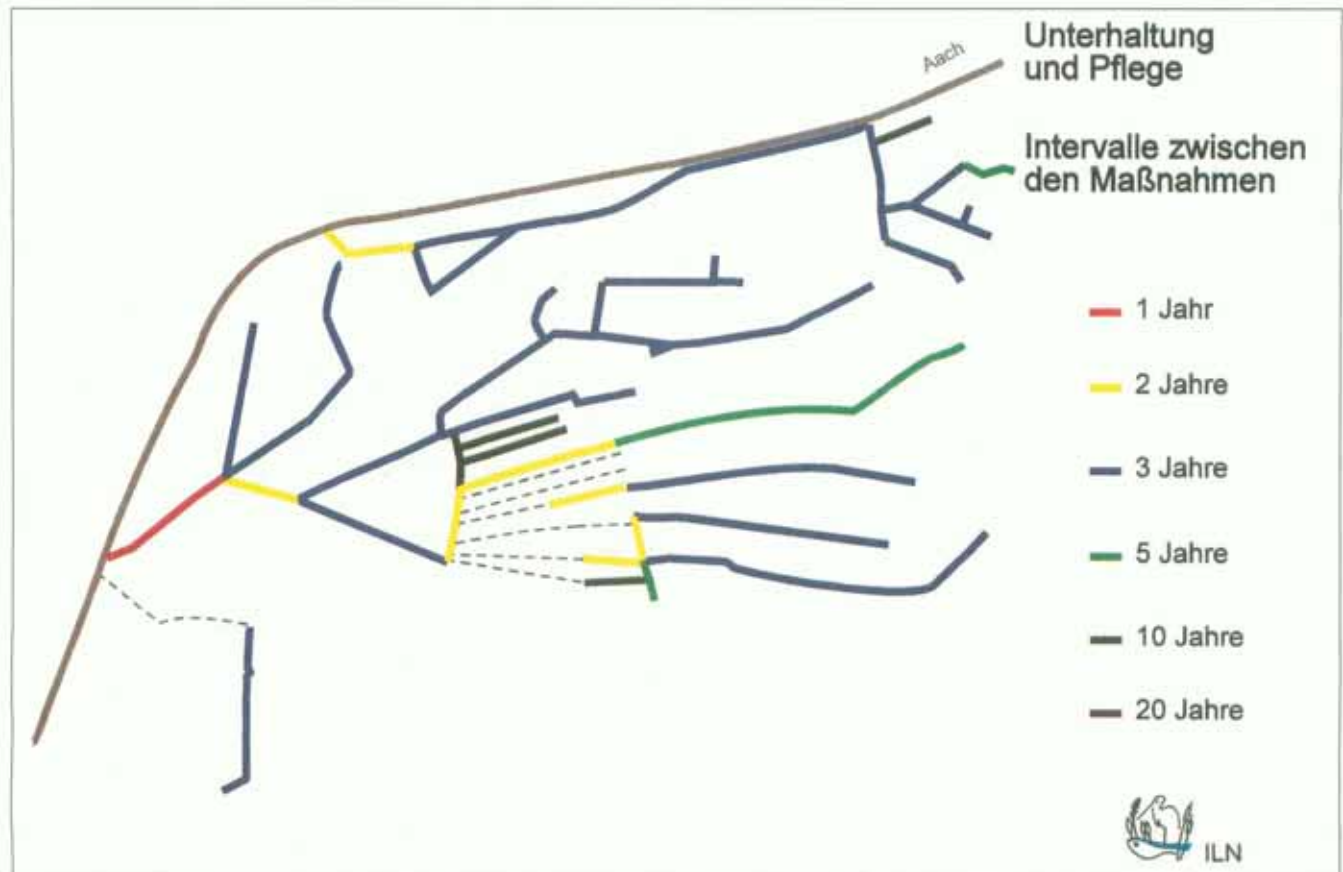 Unterhaltung
und Pflege
Aach
Intervalle zwischen
den Maßnahmen
1 Jahr
2 Jahre
3 Jahre
5 Jahre
10 Jahre
20 Jahre
ILN